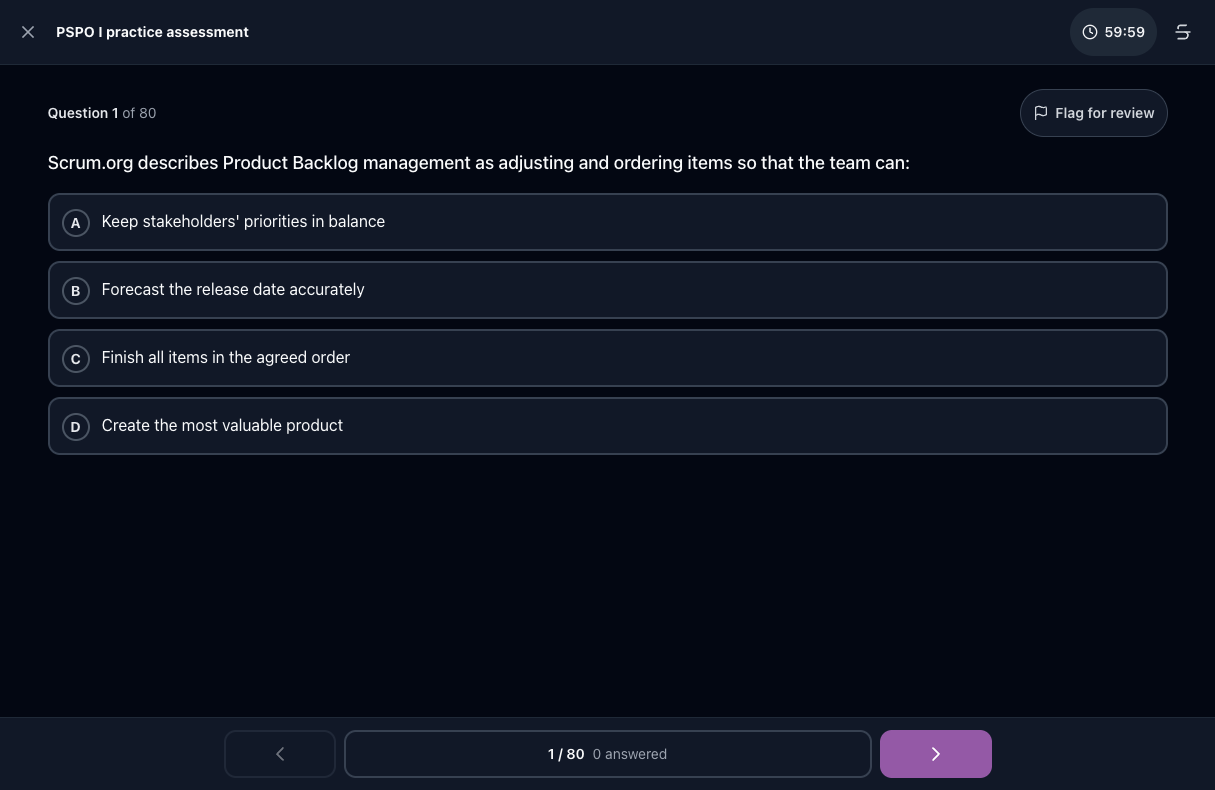 PSPO I practice assessment
59:59
Question 1 of 80
Flag for review
Scrum.org describes Product Backlog management as adjusting and ordering items so that the team can:
A Keep stakeholders' priorities in balance
B Forecast the release date accurately
C Finish all items in the agreed order
D Create the most valuable product
1 / 80 0 answered